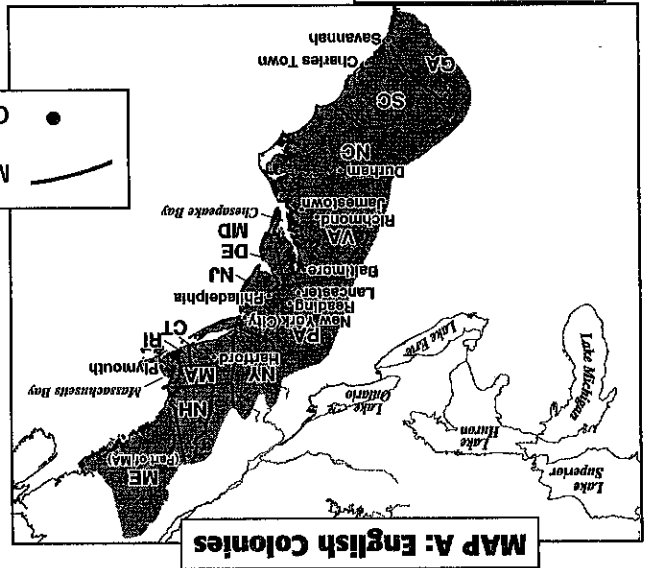 MAP A: English Colonies
Lake
Superior
Lake Michigan
Lake
Huron
Lake
Ontario
Lake Erie
ME
(Part of MA)
NH
Massachusetts Bay
MA
Plymouth
NY
Hartford
RI
CT
PA
New York City
Reading
Lancaster
Philadelphia
NJ
Baltimore
DE
MD
VA
Richmond
Jamestown
Chesapeake Bay
Durham
NC
SC
GA
Charles Town
Savannah